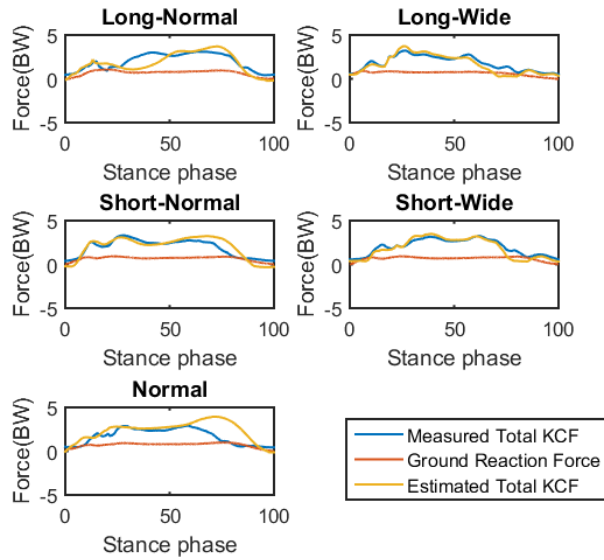 Long-Normal
Force(BW)
5
0
-5
0 50 100
Stance phase
Long-Wide
Force(BW)
5
0
-5
0 50 100
Stance phase
Short-Normal
Force(BW)
5
0
-5
0 50 100
Stance phase
Short-Wide
Force(BW)
5
0
-5
0 50 100
Stance phase
Normal
Force(BW)
5
0
-5
0 50 100
Stance phase
Measured Total KCF
Ground Reaction Force
Estimated Total KCF